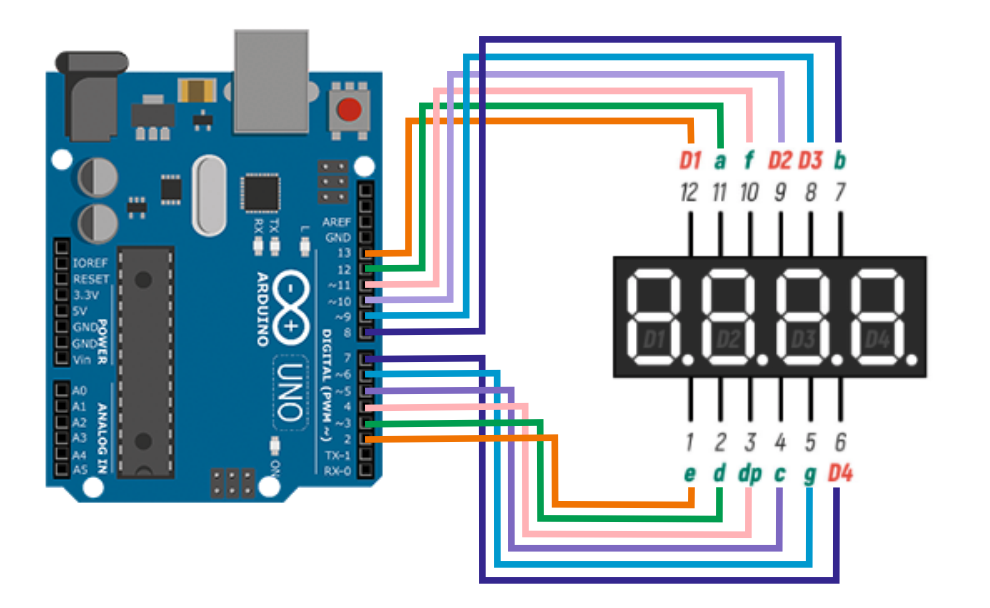 D1 a f D2 D3 b
12 11 10 9 8 7
D1 D2 D3 D4
1 2 3 4 5 6
e d dp c g D4
RX TX L
ARDUINO
UNO
ON
DIGITAL (PWM ~)
AREF
GND
13
12
~11
~10
~9
8
7
~6
~5
4
~3
2
TX-1
RX-0
IOREF
RESET
3.3V
5V
GND
GND
Vin
POWER
A0
A1
A2
A3
A4
A5
ANALOG IN